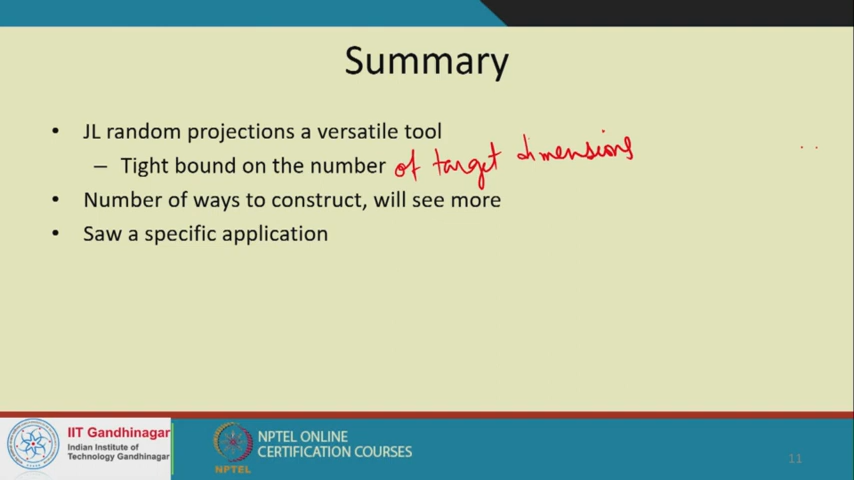 Summary
• JL random projections a versatile tool
– Tight bound on the number of target dimensions
• Number of ways to construct, will see more
• Saw a specific application
IIT Gandhinagar
Indian Institute of
Technology Gandhinagar
NPTEL
NPTEL ONLINE
CERTIFICATION COURSES
11